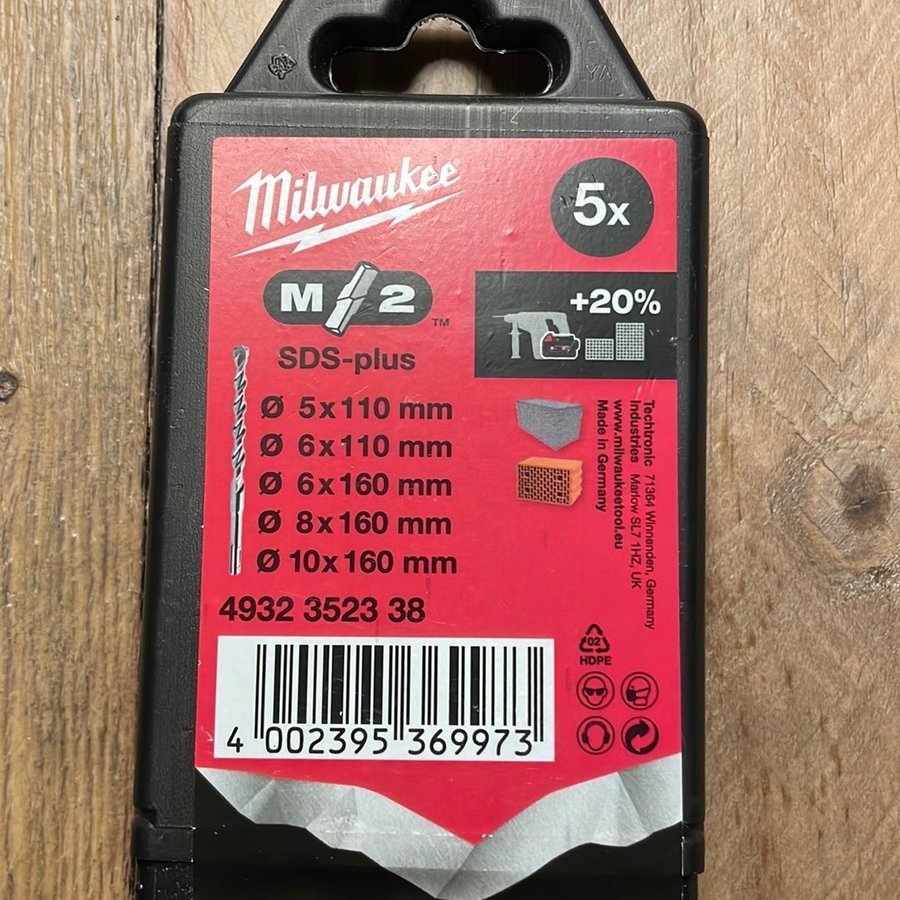 Milwaukee
5x
M/2™
SDS-plus
+20%
Ø 5x110 mm
Ø 6x110 mm
Ø 6x160 mm
Ø 8x160 mm
Ø 10x160 mm
Techtronic 71364 Winnenden, Germany
Industries Marlow SL7 1HZ, UK
www.milwaukeetool.eu
Made in Germany
4932 3523 38
02
HDPE
4 002395 369973